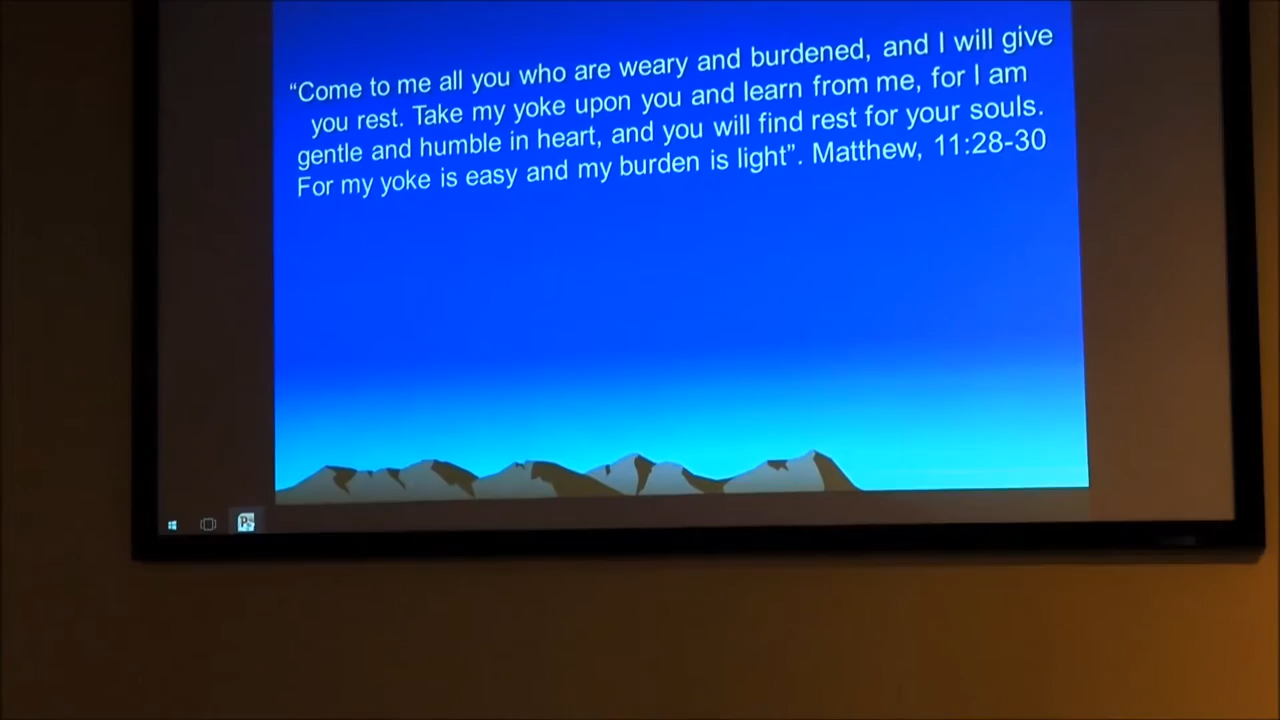 “Come to me all you who are weary and burdened, and I will give
you rest. Take my yoke upon you and learn from me, for I am
gentle and humble in heart, and you will find rest for your souls.
For my yoke is easy and my burden is light”. Matthew, 11:28-30